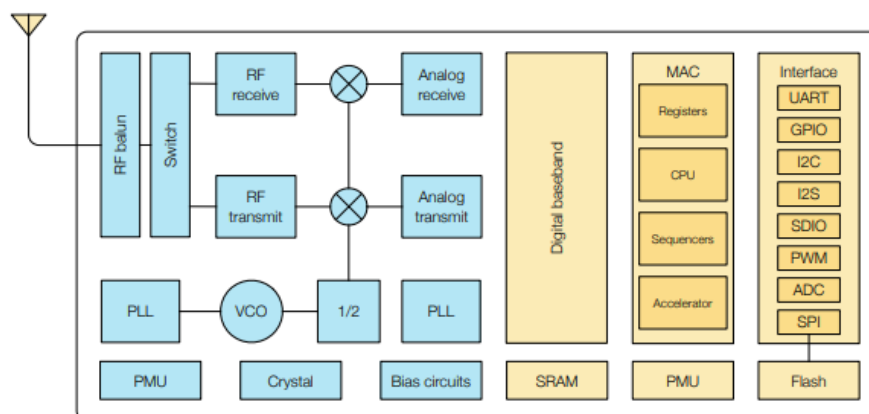 RF balun
Switch
RF
receive
Analog
receive
RF
transmit
Analog
transmit
PLL
VCO
1/2
PLL
PMU
Crystal
Bias circuits
Digital baseband
SRAM
MAC
Registers
CPU
Sequencers
Accelerator
PMU
Interface
UART
GPIO
I2C
I2S
SDIO
PWM
ADC
SPI
Flash